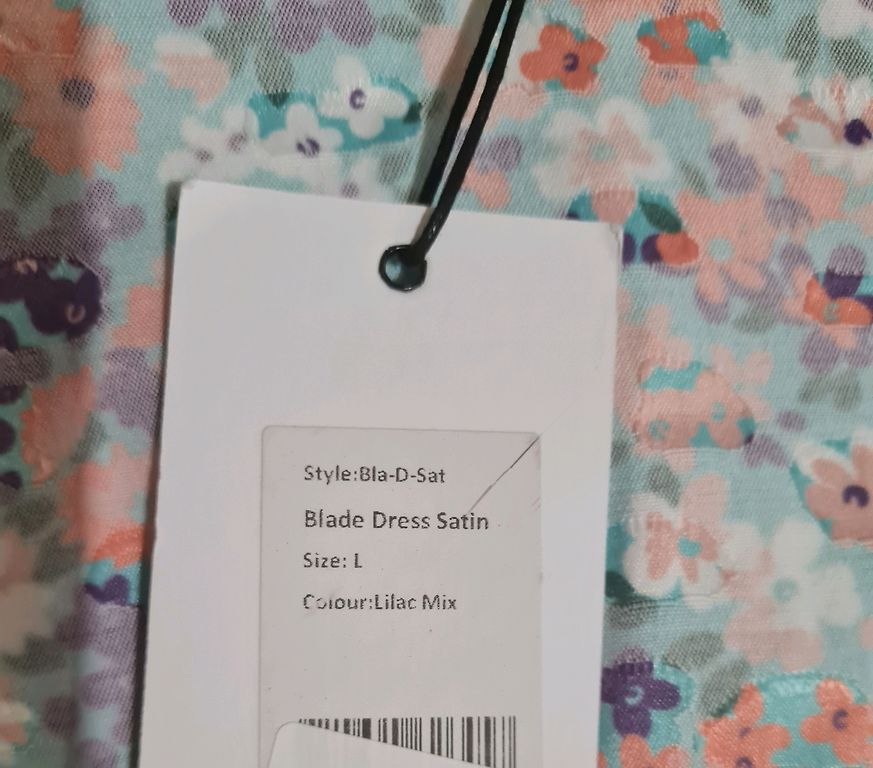 Style:Bla-D-Sat
Blade Dress Satin
Size: L
Colour:Lilac Mix